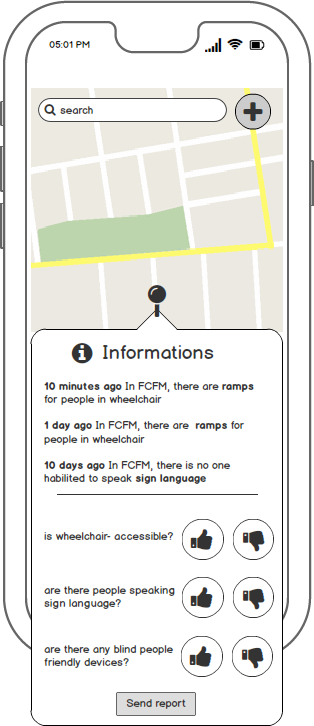 05:01 PM
search
Informations
10 minutes ago In FCFM, there are ramps
for people in wheelchair
1 day ago In FCFM, there are ramps for
people in wheelchair
10 days ago In FCFM, there is no one
habilited to speak sign language
is wheelchair- accessible?
are there people speaking
sign language?
are there any blind people
friendly devices?
Send report